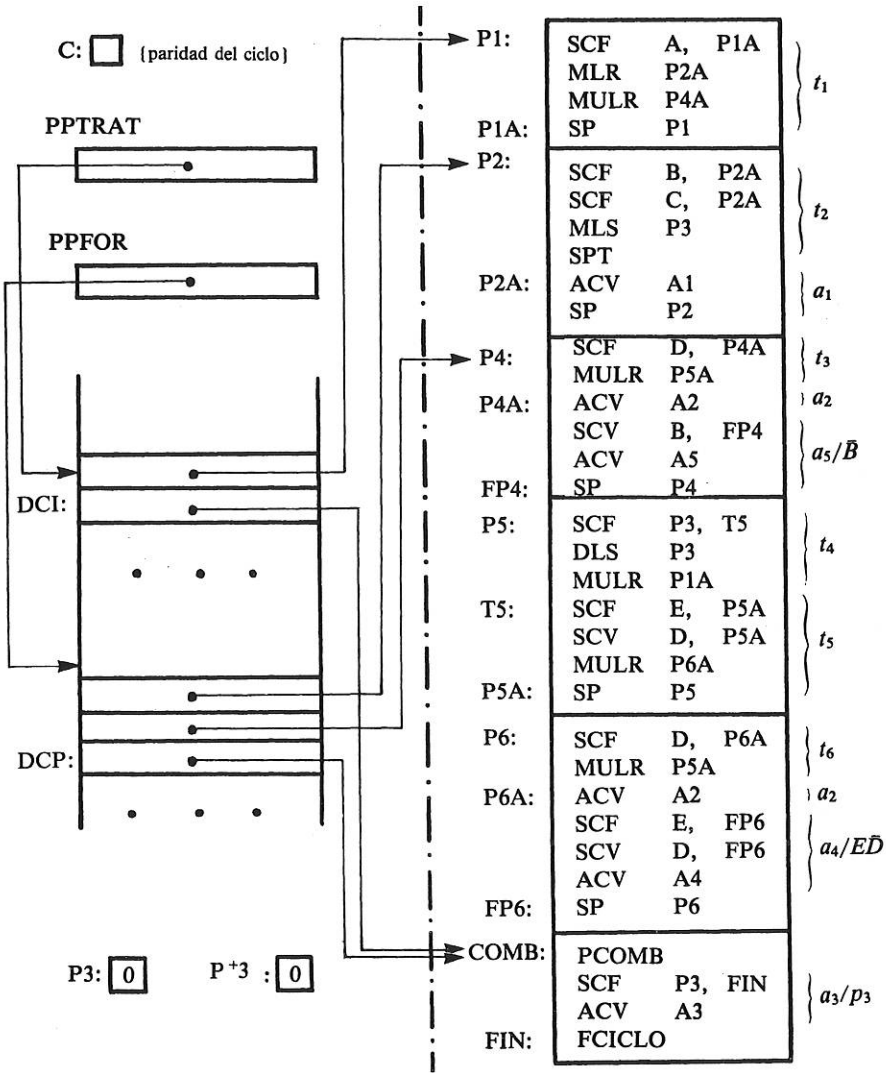 C: {paridad del ciclo}
PPTRAT
PPFOR
DCI:
DCP:
P3: 0 P+3 : 0
P1: SCF A, P1A
MLR P2A
MULR P4A
P1A: SP P1
t1
P2: SCF B, P2A
SCF C, P2A
MLS P3
SPT
t2
P2A: ACV A1
SP P2
a1
P4: SCF D, P4A
MULR P5A
t3
P4A: ACV A2
a2
SCV B, FP4
ACV A5
a5/B̄
FP4: SP P4
P5: SCF P3, T5
DLS P3
MULR P1A
t4
T5: SCF E, P5A
SCV D, P5A
MULR P6A
t5
P5A: SP P5
P6: SCF D, P6A
MULR P5A
t6
P6A: ACV A2
a2
SCF E, FP6
SCV D, FP6
ACV A4
a4/ED̄
FP6: SP P6
COMB: PCOMB
SCF P3, FIN
ACV A3
a3/p3
FIN: FCICLO